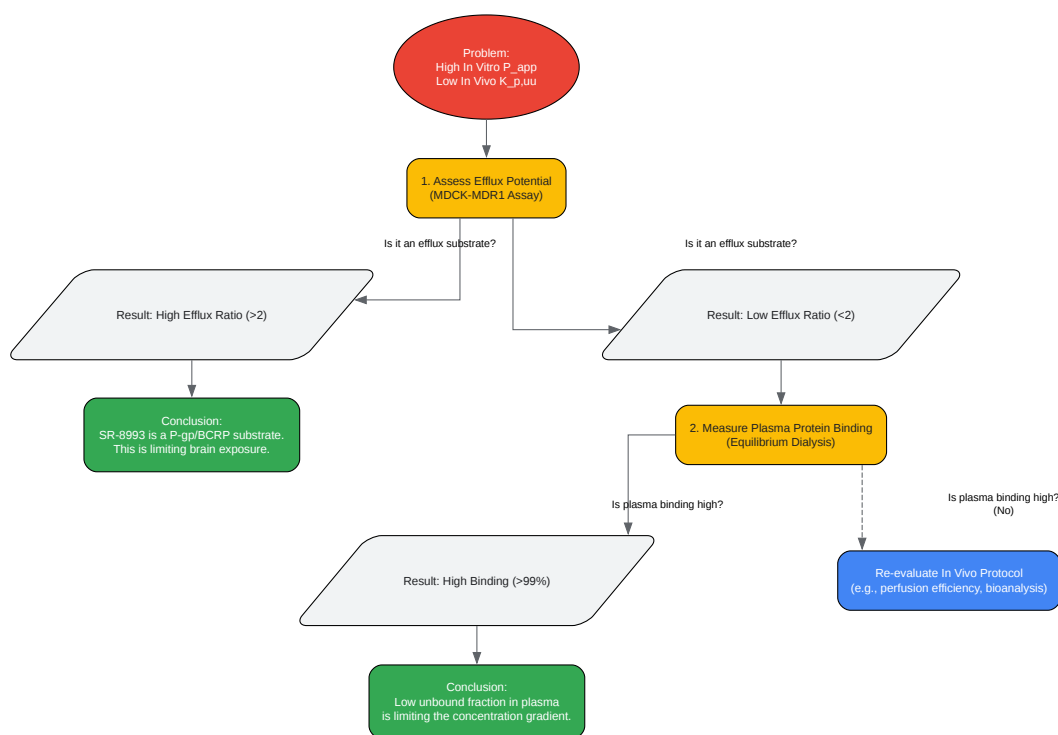 Problem:
High In Vitro P_app
Low In Vivo K_p,uu
1. Assess Efflux Potential
(MDCK-MDR1 Assay)
Is it an efflux substrate?
Is it an efflux substrate?
Result: High Efflux Ratio (>2)
Result: Low Efflux Ratio (<2)
Conclusion:
SR-8993 is a P-gp/BCRP substrate.
This is limiting brain exposure.
2. Measure Plasma Protein Binding
(Equilibrium Dialysis)
Is plasma binding high?
Is plasma binding high?
(No)
Result: High Binding (>99%)
Re-evaluate In Vivo Protocol
(e.g., perfusion efficiency, bioanalysis)
Conclusion:
Low unbound fraction in plasma
is limiting the concentration gradient.